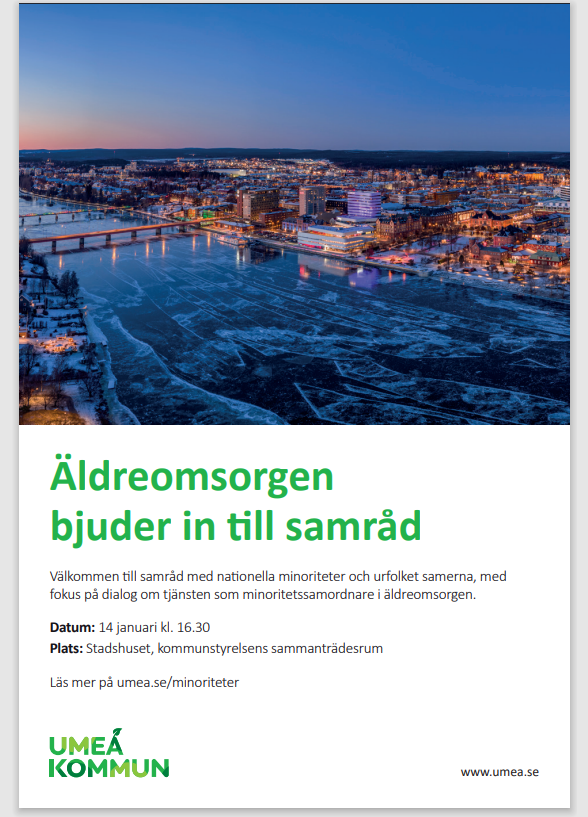 Äldreomsorgen
bjuder in till samråd
Välkommen till samråd med nationella minoriteter och urfolket samerna, med
fokus på dialog om tjänsten som minoritetssamordnare i äldreomsorgen.
Datum: 14 januari kl. 16.30
Plats: Stadshuset, kommunstyrelsens sammanträdesrum
Läs mer på umea.se/minoriteter
UMEÅ
KOMMUN
www.umea.se